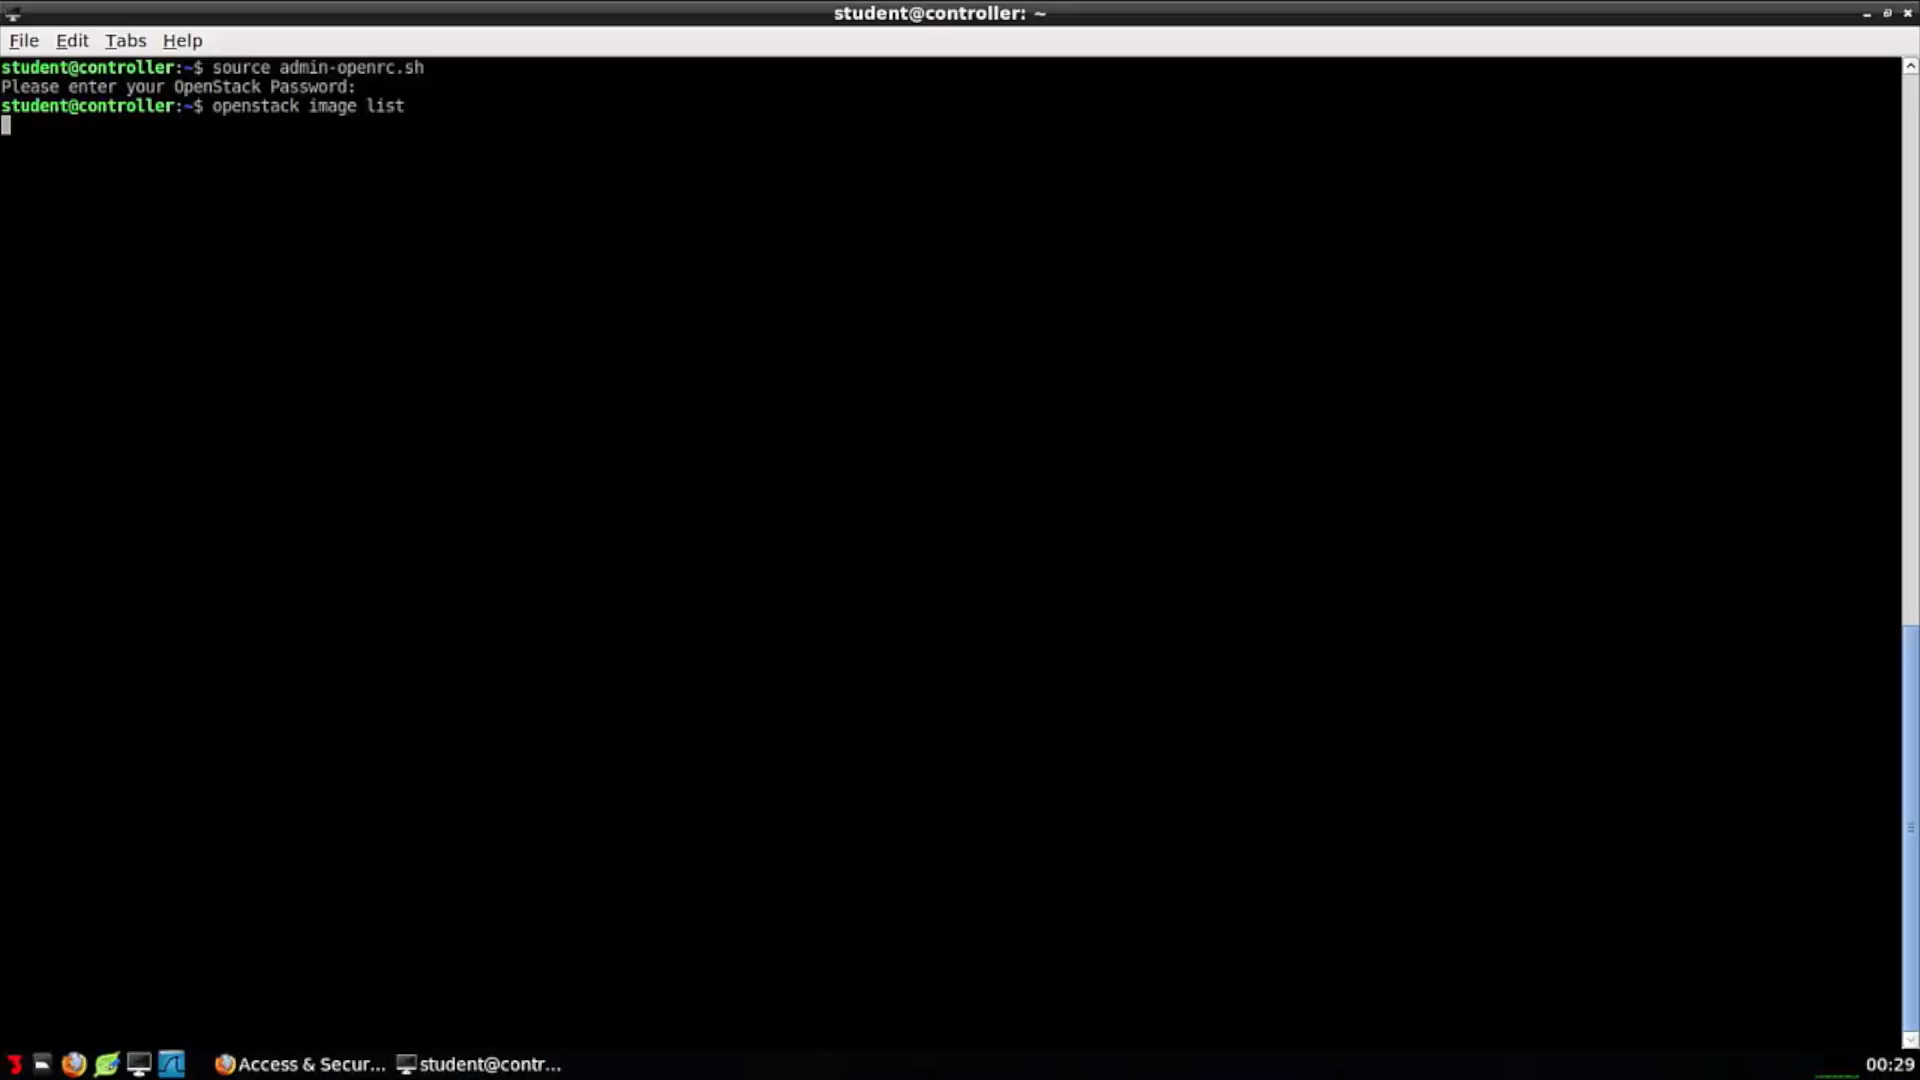 student@controller: ~
File Edit Tabs Help
student@controller:~$ source admin-openrc.sh
Please enter your OpenStack Password:
student@controller:~$ openstack image list
Access & Secur... student@contr... 00:29